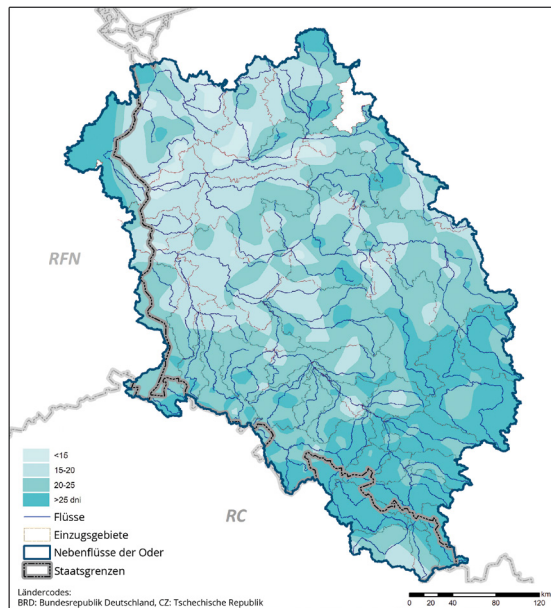 RFN
<16
15-20
20-25
>25 dni
Flüsse
Einzugsgebiete
Nebenflüsse der Oder
Staatsgrenzen
RC
Ländercodes:
BRD: Bundesrepublik Deutschland, CZ: Tschechische Republik
km
0 20 40 80 120